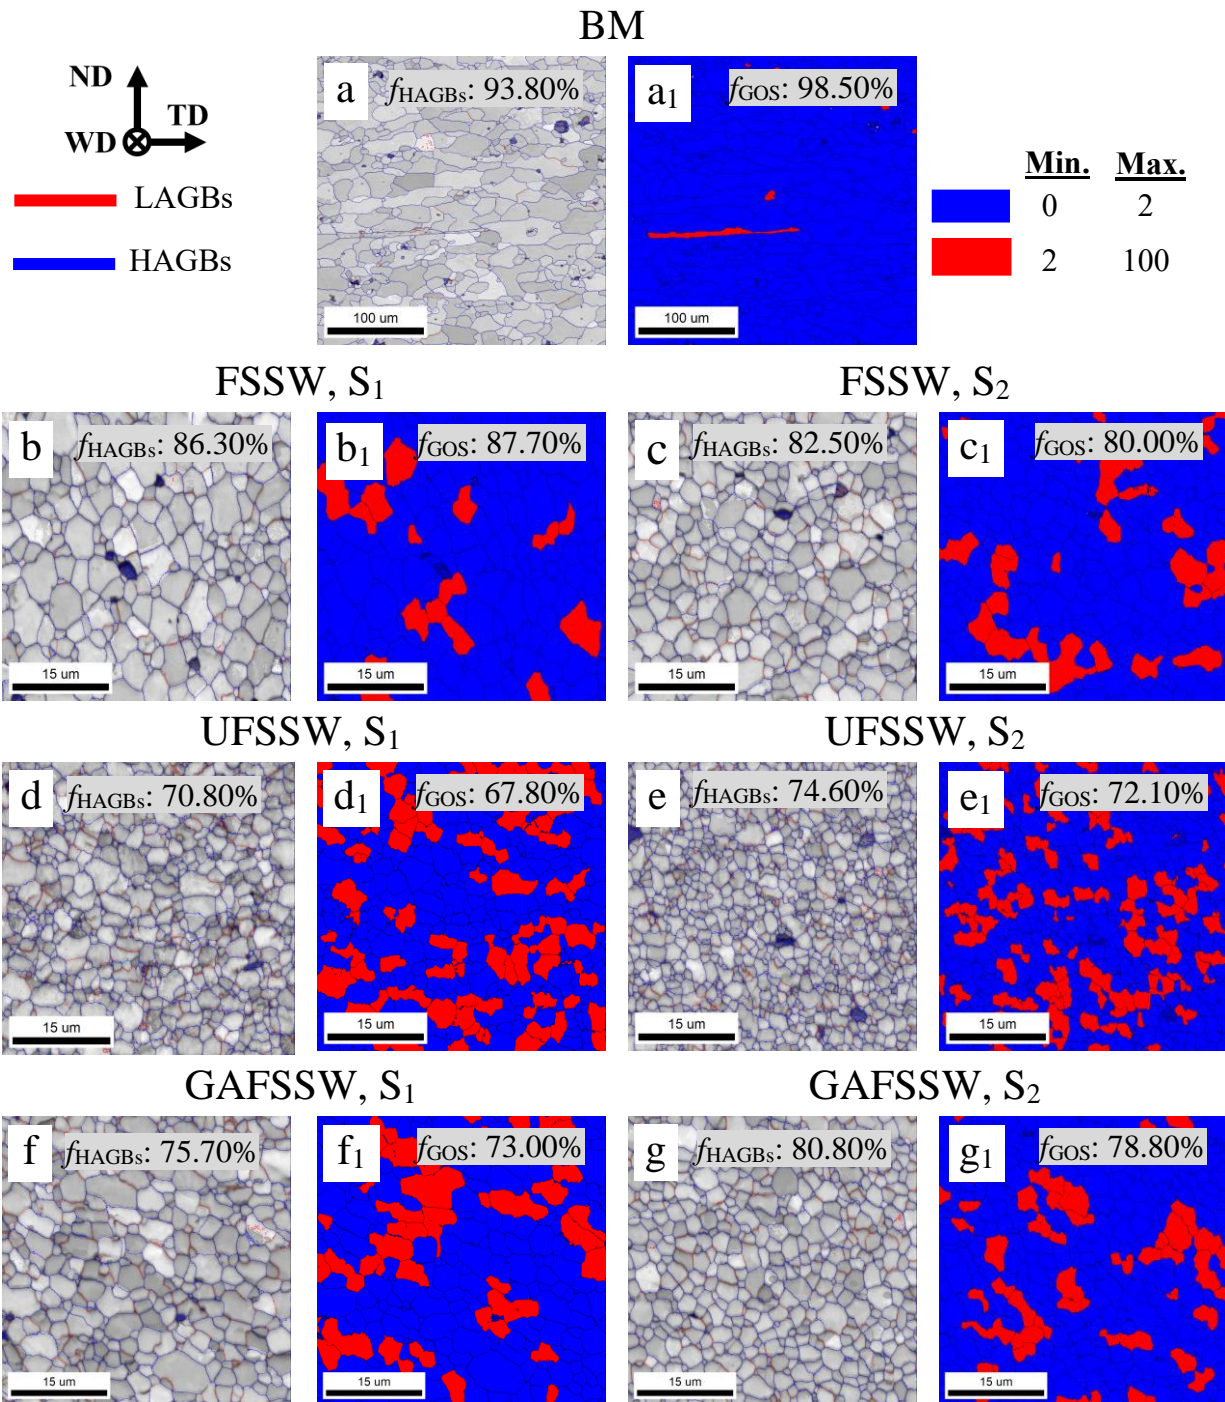 BM
ND
TD
WD
LAGBs
HAGBs
a
fHAGBs: 93.80%
100 um
a1
fGOS: 98.50%
100 um
Min. Max.
0 2
2 100
FSSW, S1
FSSW, S2
b
fHAGBs: 86.30%
15 um
b1
fGOS: 87.70%
15 um
c
fHAGBs: 82.50%
15 um
c1
fGOS: 80.00%
15 um
UFSSW, S1
UFSSW, S2
d
fHAGBs: 70.80%
15 um
d1
fGOS: 67.80%
15 um
e
fHAGBs: 74.60%
15 um
e1
fGOS: 72.10%
15 um
GAFSSW, S1
GAFSSW, S2
f
fHAGBs: 75.70%
15 um
f1
fGOS: 73.00%
15 um
g
fHAGBs: 80.80%
15 um
g1
fGOS: 78.80%
15 um